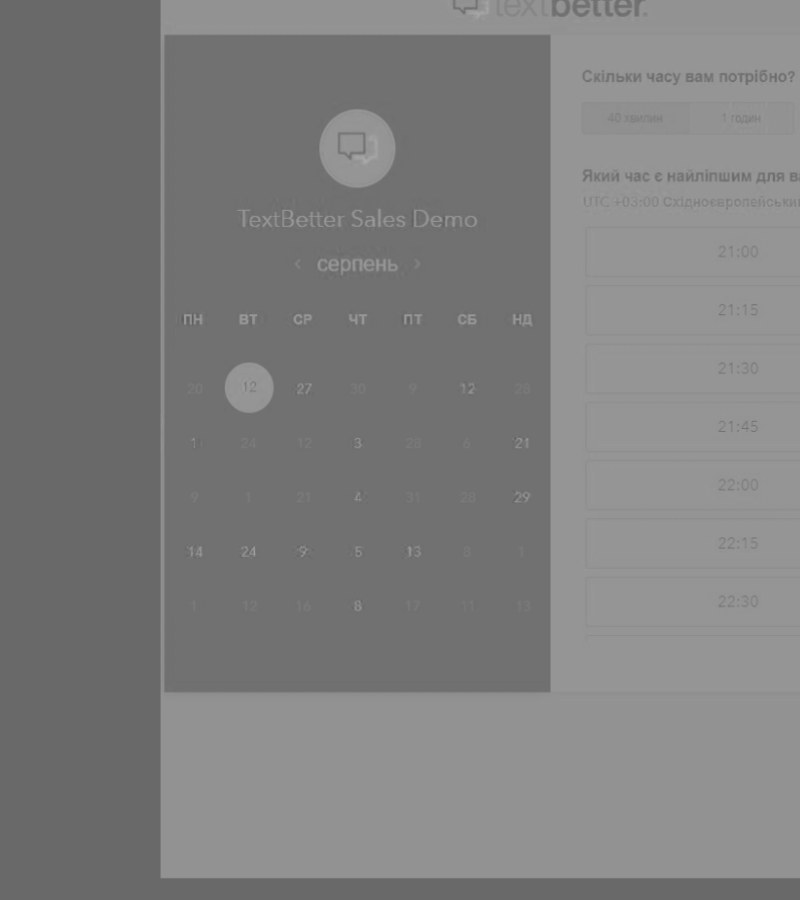 textbetter.
TextBetter Sales Demo
< серпень >
ПН ВТ СР ЧТ ПТ СБ НД
20 12 27 30 9 12 28
1 24 12 3 28 6 21
9 1 21 4 31 28 29
14 24 9 5 13 8 1
1 12 16 8 17 11 13
Скільки часу вам потрібно?
40 хвилин 1 годин
Який час є найліпшим для
UTC +03:00
21:00
21:15
21:30
21:45
22:00
22:15
22:30